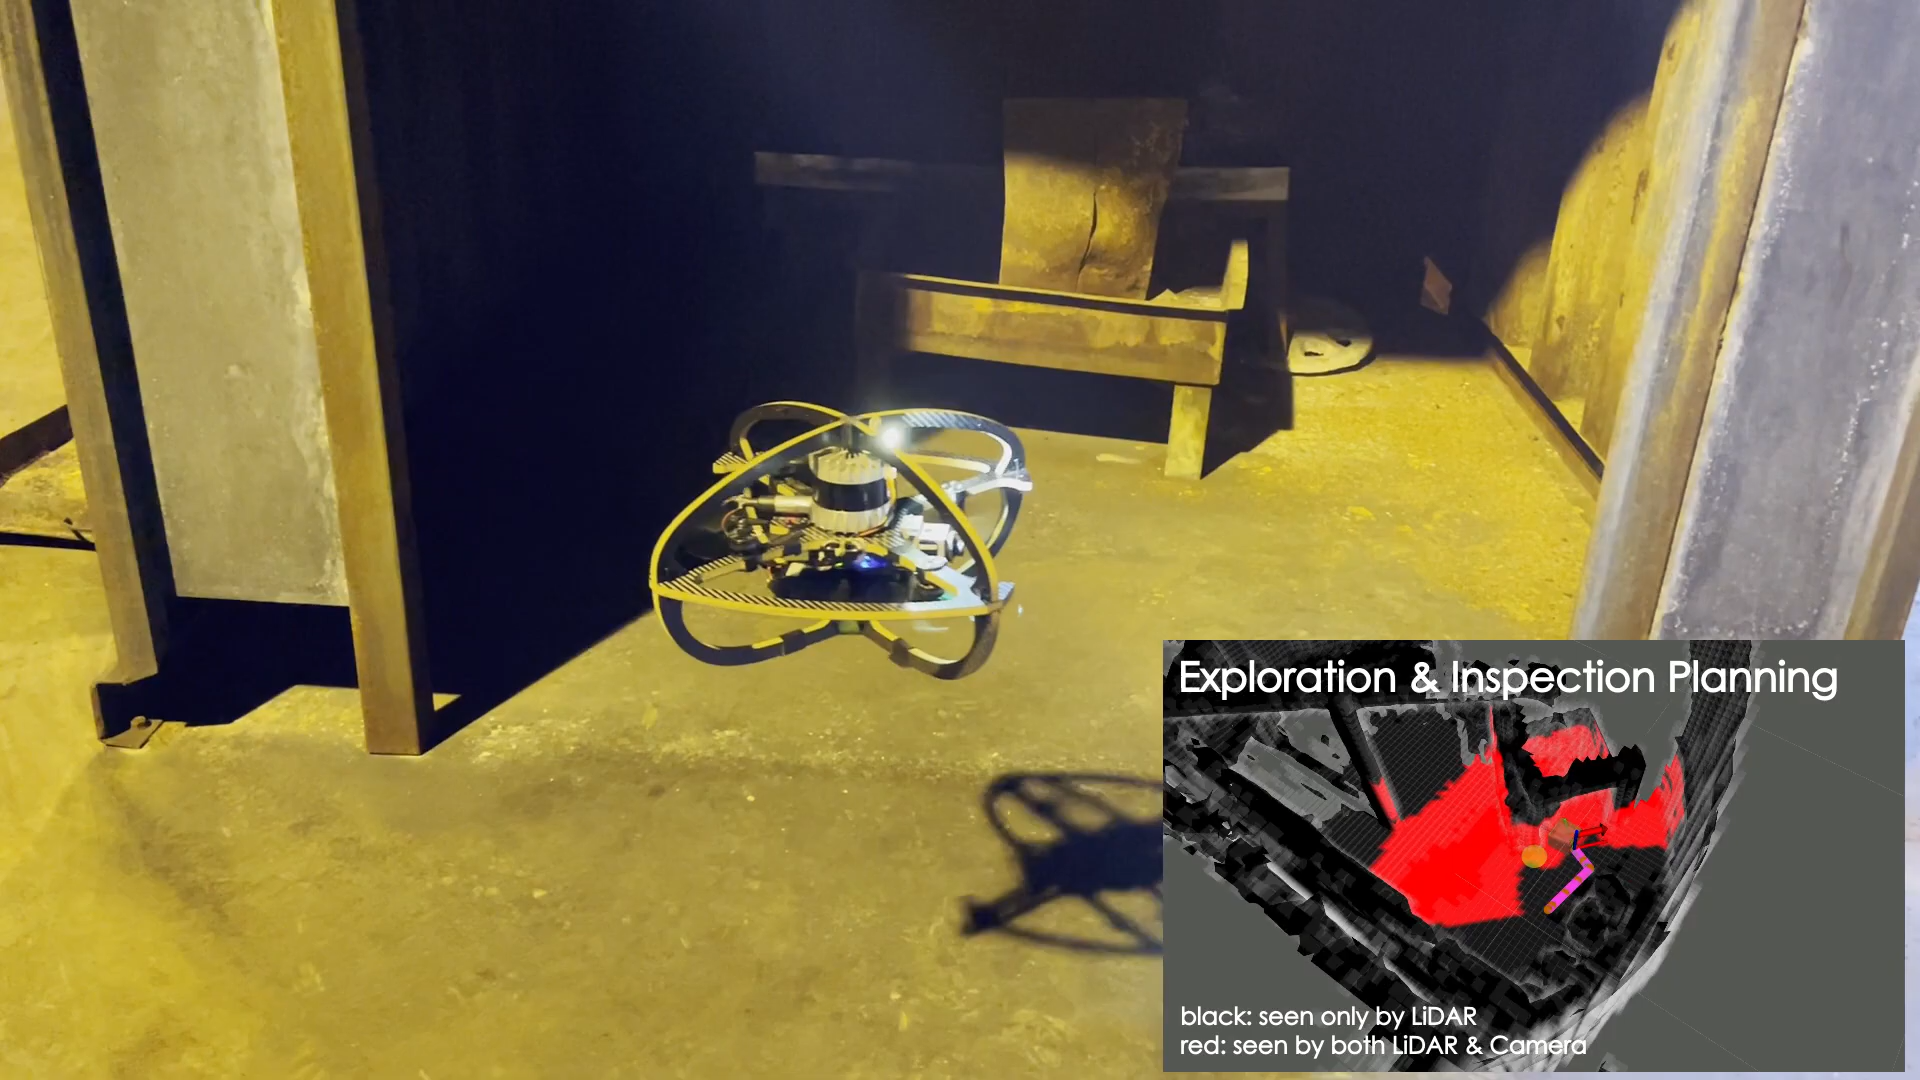 Exploration & Inspection Planning
black: seen only by LiDAR
red: seen by both LiDAR & Camera